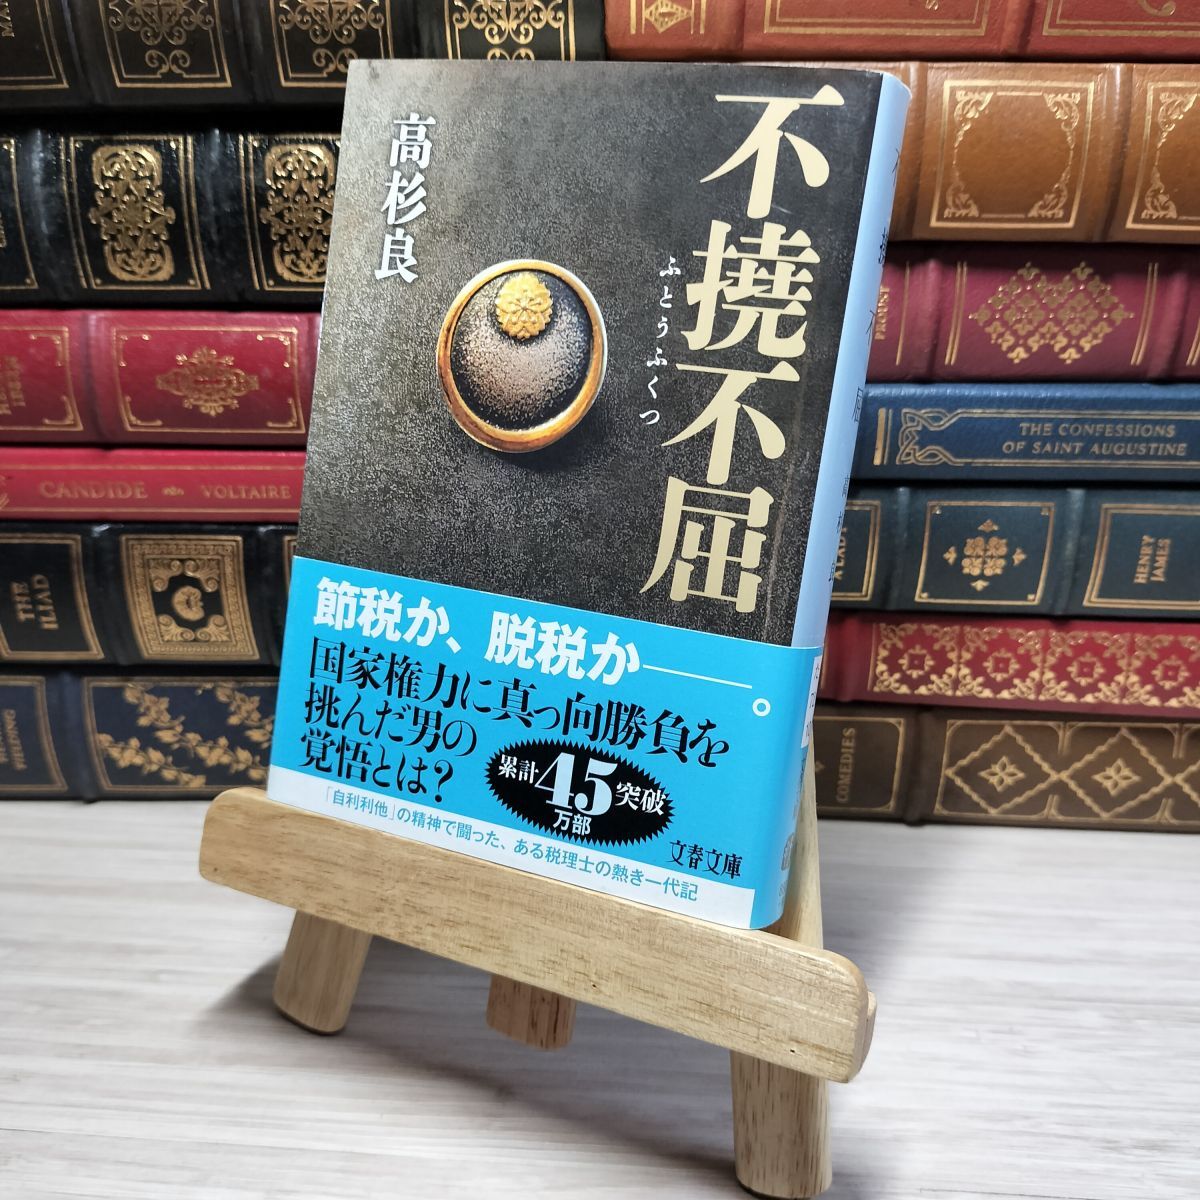 不撓不屈
ふとうふくつ
高杉良
節税か、脱税か――。
国家権力に真っ向勝負を
挑んだ男の
覚悟とは?
累計45万部突破
文春文庫
「自利利他」の精神で闘った、ある税理士の熱き一代記
THE CONFESSIONS
OF SAINT AUGUSTINE
CANDIDE
VOLTAIRE
THE
ILIAD
HENRY
JAMES
COMEDIES
PROUST